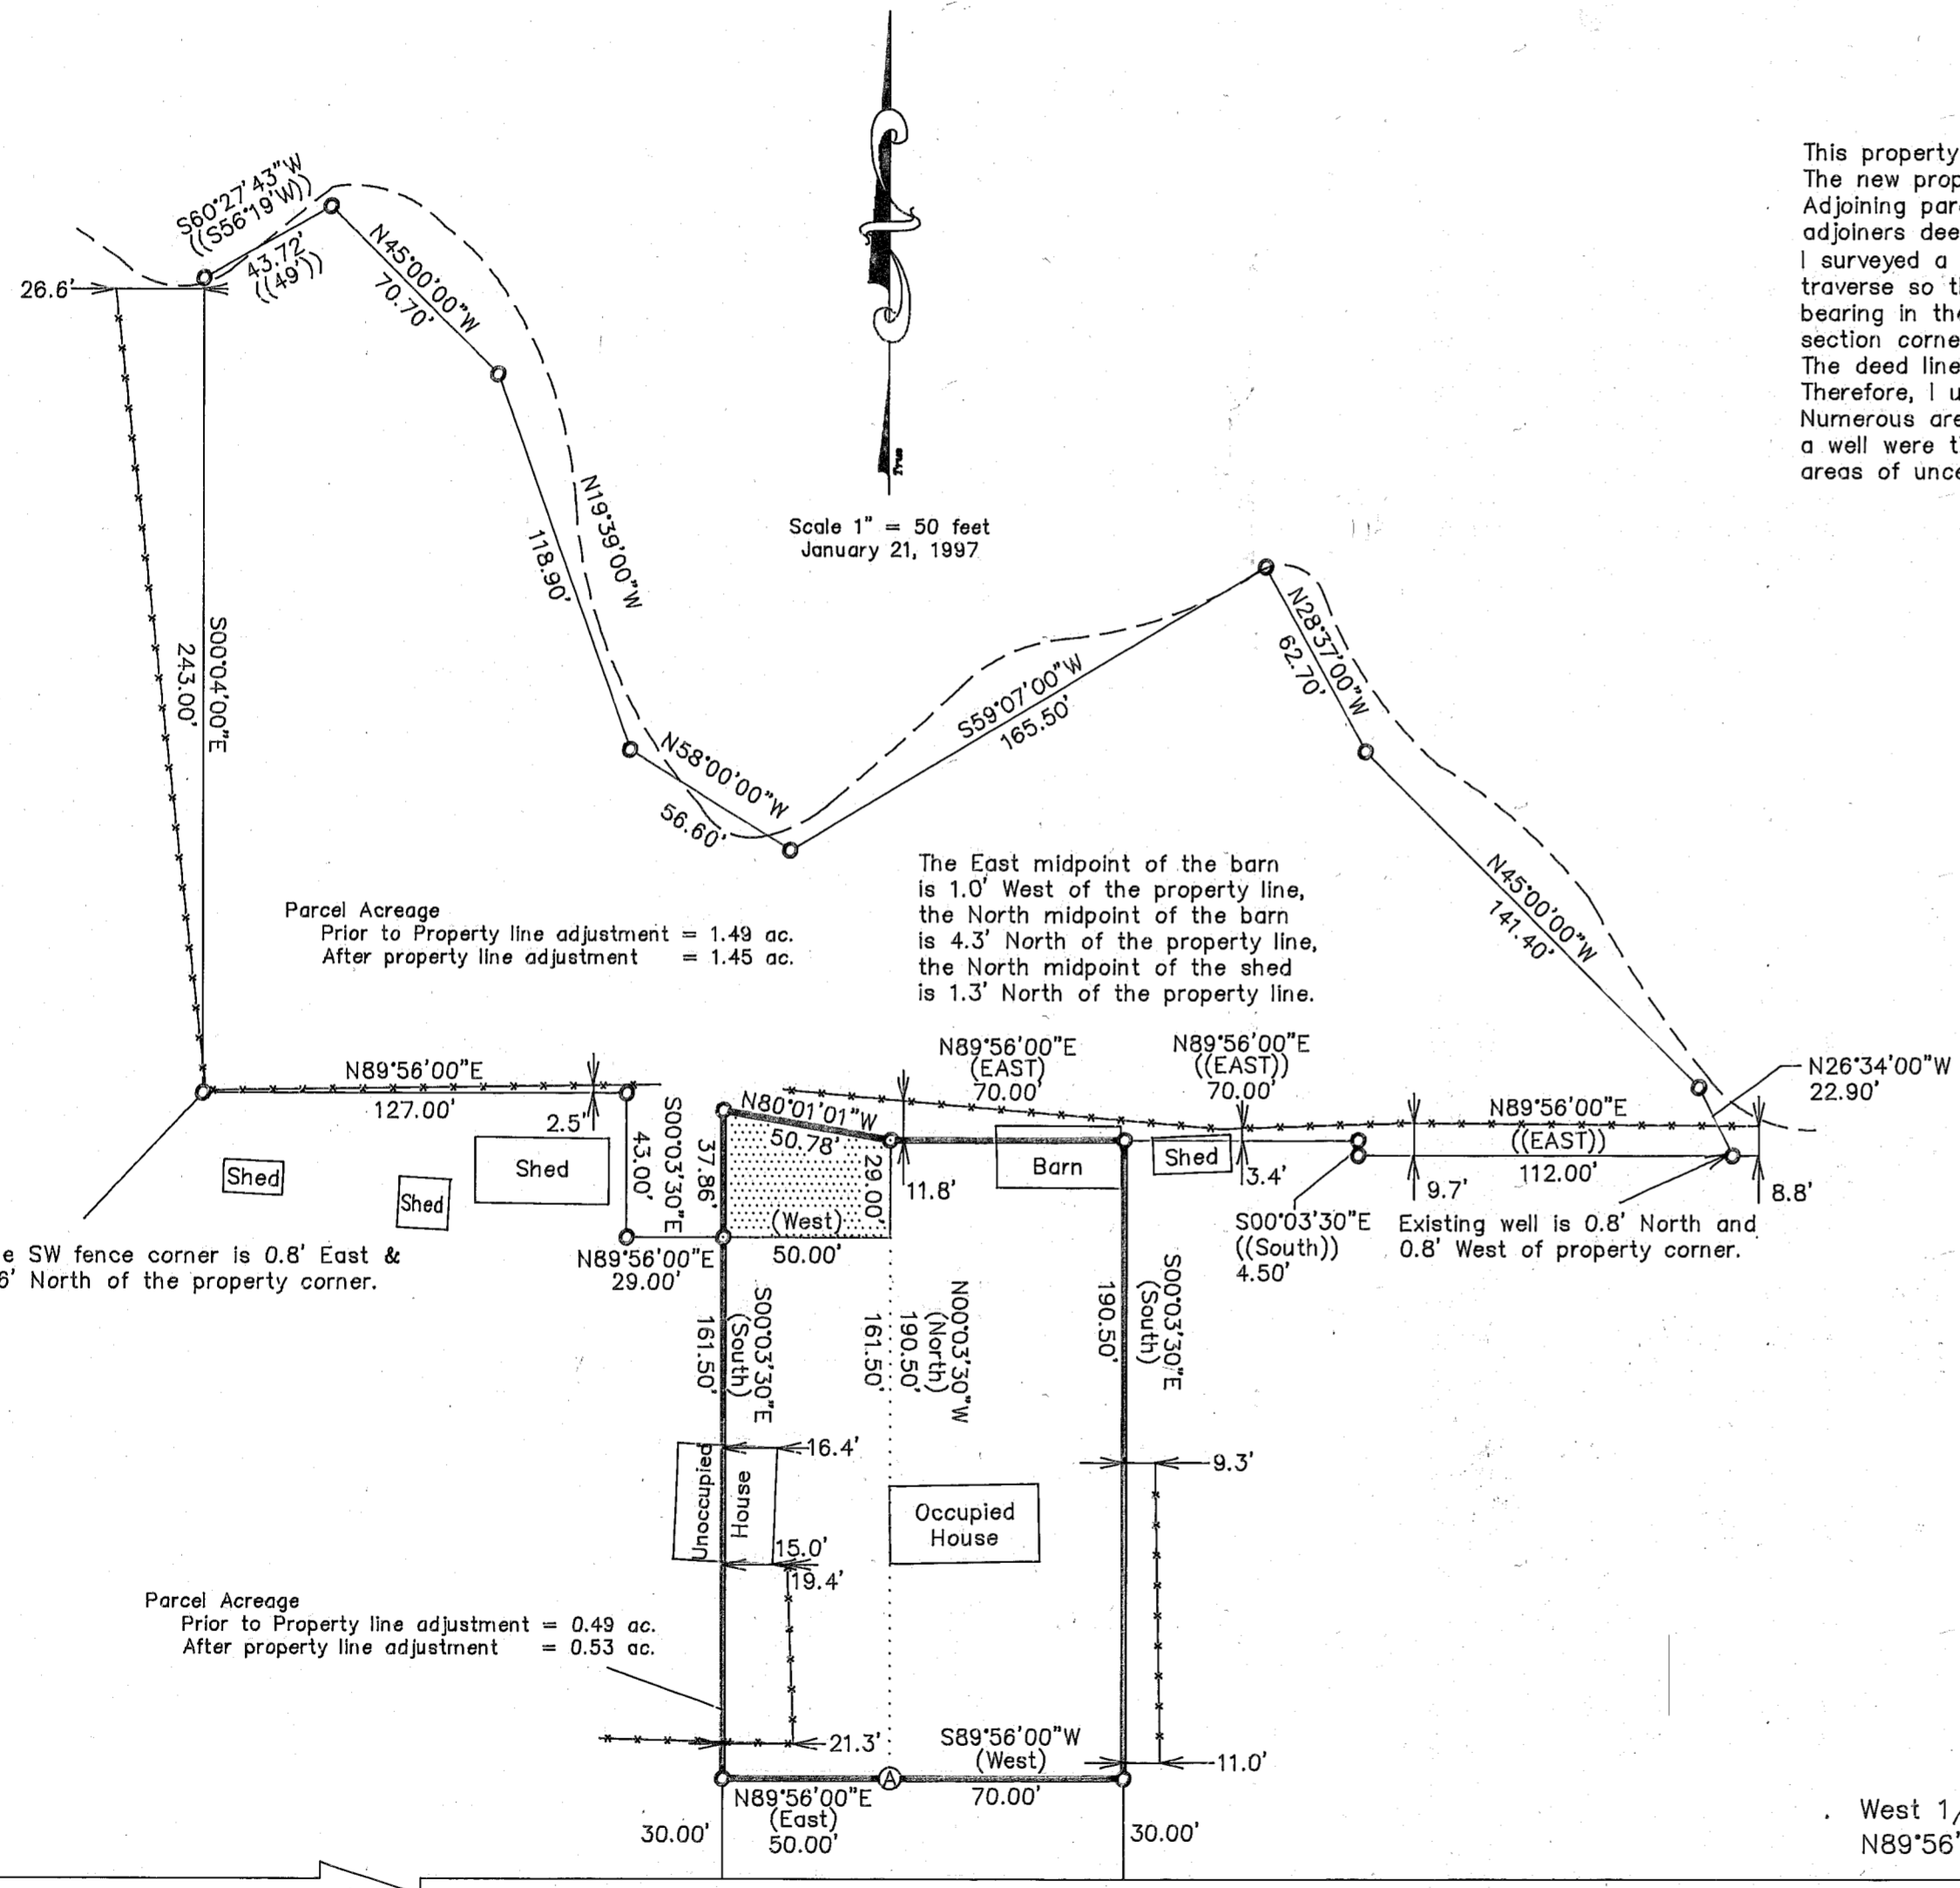 This property
The new prop
Adjoining par
adjoiners dee
I surveyed a
traverse so t
bearing in the
section corne
The deed line
Therefore, I u
Numerous are
a well were t
areas of unce
S60°27'43"W
((S56°19'W))
43.72'
((49'))
26.6'
N45°00'00"W
70.70'
True
Scale 1" = 50 feet
January 21, 1997
N19°39'00"W
118.90'
S00°04'00"E
243.00'
N58°00'00"W
56.60'
S59°07'00"W
165.50'
N28°37'00"W
62.70'
N45°00'00"W
141.40'
Parcel Acreage
Prior to Property line adjustment = 1.49 ac.
After property line adjustment = 1.45 ac.
The East midpoint of the barn
is 1.0' West of the property line,
the North midpoint of the barn
is 4.3' North of the property line,
the North midpoint of the shed
is 1.3' North of the property line.
N89°56'00"E
127.00'
2.5'
S00°03'30"E
43.00'
37.86'
N80°01'01"W
50.78'
29.00'
(West)
50.00'
N89°56'00"E
(EAST)
70.00'
N89°56'00"E
((EAST))
70.00'
N89°56'00"E
((EAST))
112.00'
N26°34'00"W
22.90'
Shed
Shed
Shed
Barn
Shed
11.8'
3.4'
9.7'
8.8'
S00°03'30"E
((South))
4.50'
Existing well is 0.8' North and
0.8' West of property corner.
e SW fence corner is 0.8' East &
6' North of the property corner.
N89°56'00"E
29.00'
S00°03'30"E
(South)
161.50'
161.50'
N00°03'30"W
(North)
190.50'
190.50'
S00°03'30"E
(South)
16.4'
Unoccupied
House
15.0'
19.4'
Occupied
House
9.3'
Parcel Acreage
Prior to Property line adjustment = 0.49 ac.
After property line adjustment = 0.53 ac.
21.3'
S89°56'00"W
(West)
70.00'
11.0'
A
N89°56'00"E
(East)
50.00'
30.00'
30.00'
West 1/
N89°56'